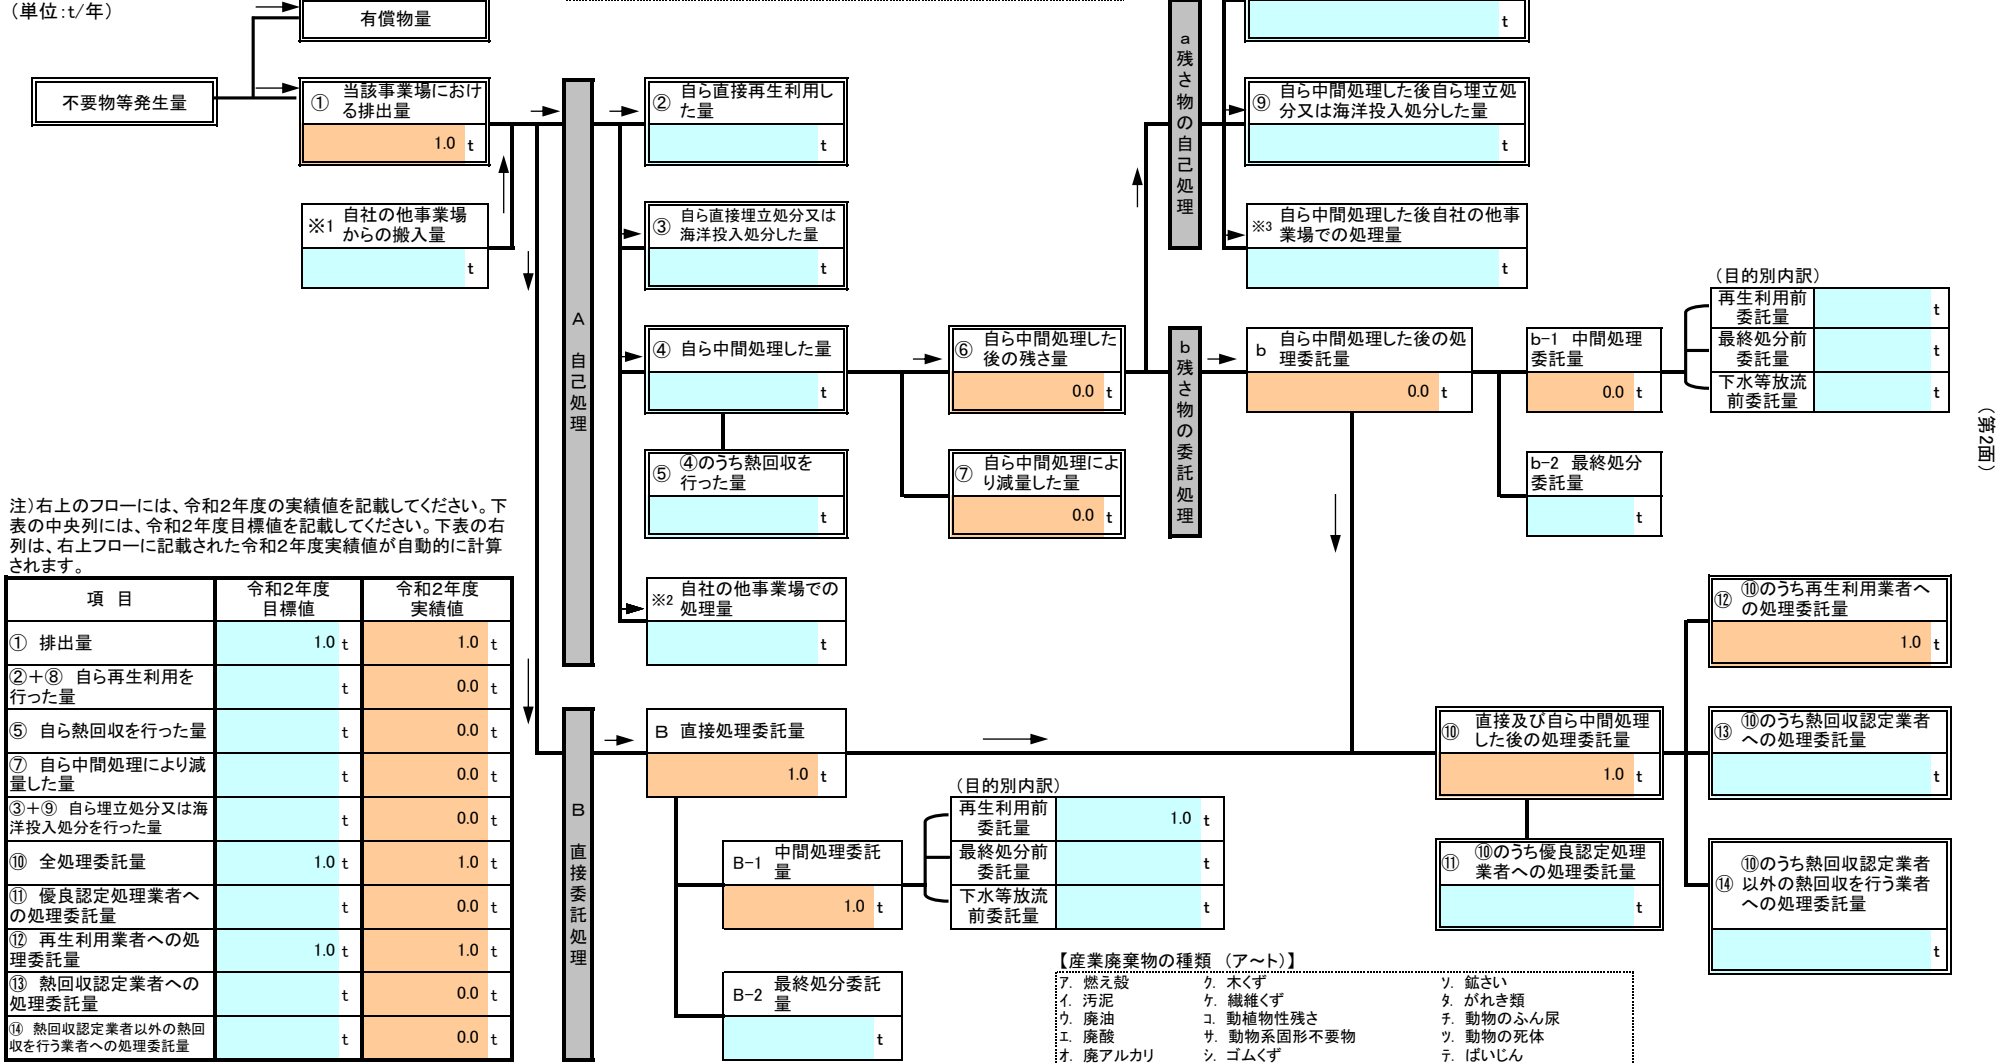 （単位：t/年）
有償物量
t
不要物等発生量
① 当該事業場におけ
る排出量
1.0 t
※1 自社の他事業場
からの搬入量
t
A 自己処理
② 自ら直接再生利用し
た量
t
③ 自ら直接埋立処分又は
海洋投入処分した量
t
④ 自ら中間処理した量
t
⑤ ④のうち熱回収を
行った量
t
※2 自社の他事業場での
処理量
t
⑥ 自ら中間処理した
後の残さ量
0.0 t
⑦ 自ら中間処理によ
り減量した量
0.0 t
a残さ物の自己処理
⑨ 自ら中間処理した後自ら埋立処
分又は海洋投入処分した量
t
※3 自ら中間処理した後自社の他事
業場での処理量
t
b残さ物の委託処理
b 自ら中間処理した後の処
理委託量
0.0 t
b-1 中間処理
委託量
0.0 t
b-2 最終処分
委託量
t
（目的別内訳）
再生利用前
委託量
t
最終処分前
委託量
t
下水等放流
前委託量
t
（第2面）
注）右上のフローには、令和２年度の実績値を記載してください。下
表の中央列には、令和２年度目標値を記載してください。下表の右
列は、右上フローに記載された令和２年度実績値が自動的に計算
されます。
項 目
令和２年度
目標値
令和２年度
実績値
① 排出量
1.0 t 1.0 t
②＋⑧ 自ら再生利用を
行った量
t 0.0 t
⑤ 自ら熱回収を行った量
t 0.0 t
⑦ 自ら中間処理により減
量した量
t 0.0 t
③＋⑨ 自ら埋立処分又は海
洋投入処分を行った量
t 0.0 t
⑩ 全処理委託量
1.0 t 1.0 t
⑪ 優良認定処理業者へ
の処理委託量
t 0.0 t
⑫ 再生利用業者への処
理委託量
1.0 t 1.0 t
⑬ 熱回収認定業者への
処理委託量
t 0.0 t
⑭ 熱回収認定業者以外の熱回
収を行う業者への処理委託量
t 0.0 t
B 直接委託処理
B 直接処理委託量
1.0 t
B-1 中間処理委託
量
1.0 t
B-2 最終処分委託
量
t
（目的別内訳）
再生利用前
委託量
1.0 t
最終処分前
委託量
t
下水等放流
前委託量
t
⑩ 直接及び自ら中間処理
した後の処理委託量
1.0 t
⑪ ⑩のうち優良認定処理
業者への処理委託量
t
⑫ ⑩のうち再生利用業者へ
の処理委託量
1.0 t
⑬ ⑩のうち熱回収認定業者
への処理委託量
t
⑭ ⑩のうち熱回収認定業者
以外の熱回収を行う業者
への処理委託量
t
【産業廃棄物の種類 （ア～ト）】
ｱ. 燃え殻 ｸ. 木くず ｿ. 鉱さい
ｲ. 汚泥 ｹ. 繊維くず ﾀ. がれき類
ｳ. 廃油 ｺ. 動植物性残さ ﾁ. 動物のふん尿
ｴ. 廃酸 ｻ. 動物系固形不要物 ﾂ. 動物の死体
ｵ. 廃アルカリ ｼ. ゴムくず ﾃ. ばいじん